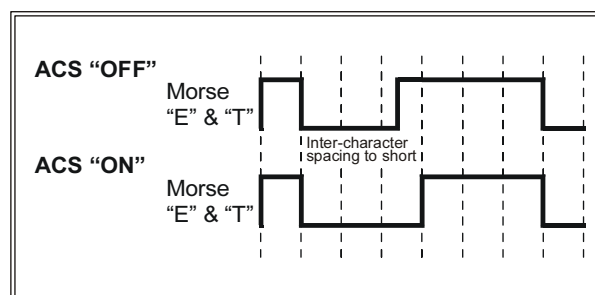 ACS “OFF”
Morse
“E” & “T”
Inter-character
spacing to short
ACS “ON”
Morse
“E” & “T”